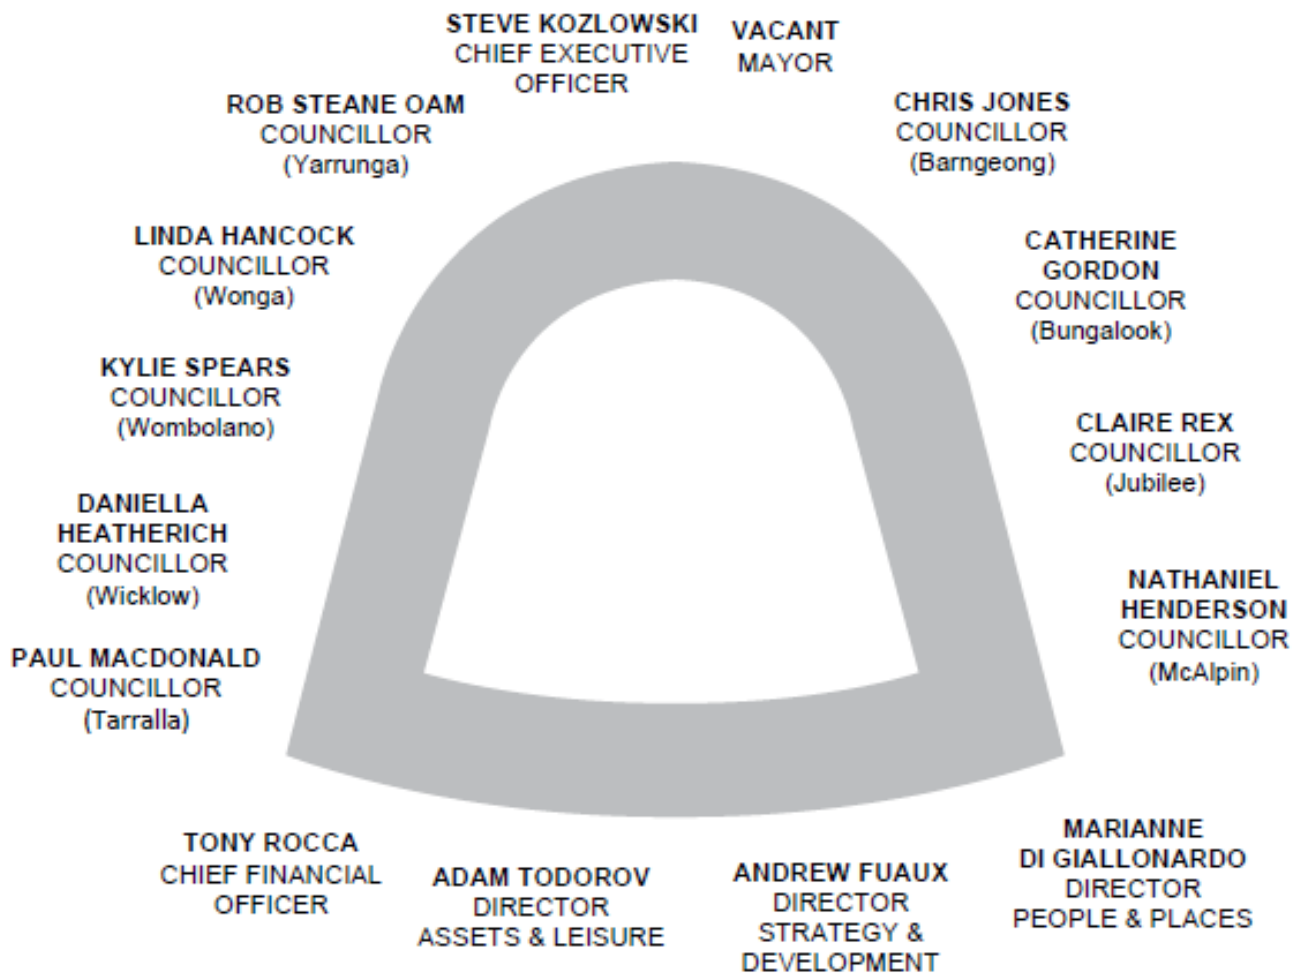 STEVE KOZLOWSKI
CHIEF EXECUTIVE
OFFICER
VACANT
MAYOR
ROB STEANE OAM
COUNCILLOR
(Yarrunga)
CHRIS JONES
COUNCILLOR
(Barngeong)
LINDA HANCOCK
COUNCILLOR
(Wonga)
CATHERINE
GORDON
COUNCILLOR
(Bungalook)
KYLIE SPEARS
COUNCILLOR
(Wombolano)
CLAIRE REX
COUNCILLOR
(Jubilee)
DANIELLA
HEATHERICH
COUNCILLOR
(Wicklow)
NATHANIEL
HENDERSON
COUNCILLOR
(McAlpin)
PAUL MACDONALD
COUNCILLOR
(Tarralla)
TONY ROCCA
CHIEF FINANCIAL
OFFICER
ADAM TODOROV
DIRECTOR
ASSETS & LEISURE
ANDREW FUAUX
DIRECTOR
STRATEGY &
DEVELOPMENT
MARIANNE
DI GIALLONARDO
DIRECTOR
PEOPLE & PLACES